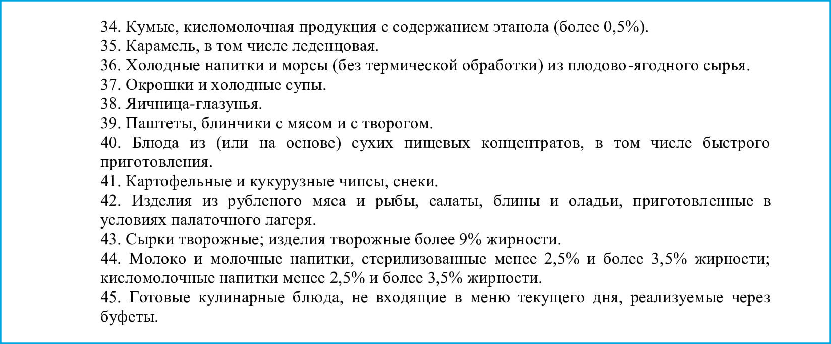 34. Кумыс, кисломолочная продукция с содержанием этанола (более 0,5%).
35. Карамель, в том числе леденцовая.
36. Холодные напитки и морсы (без термической обработки) из плодово-ягодного сырья.
37. Окрошки и холодные супы.
38. Яичница-глазунья.
39. Паштеты, блинчики с мясом и с творогом.
40. Блюда из (или на основе) сухих пищевых концентратов, в том числе быстрого
приготовления.
41. Картофельные и кукурузные чипсы, снеки.
42. Изделия из рубленого мяса и рыбы, салаты, блины и оладьи, приготовленные в
условиях палаточного лагеря.
43. Сырки творожные; изделия творожные более 9% жирности.
44. Молоко и молочные напитки, стерилизованные менее 2,5% и более 3,5% жирности;
кисломолочные напитки менее 2,5% и более 3,5% жирности.
45. Готовые кулинарные блюда, не входящие в меню текущего дня, реализуемые через
буфеты.